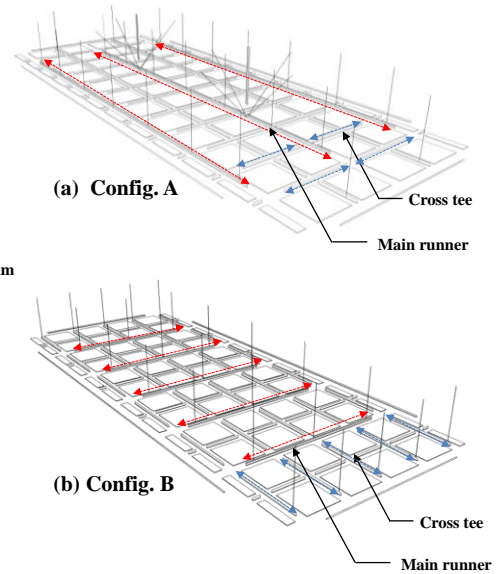 (a) Config. A
Cross tee
Main runner
m
(b) Config. B
Cross tee
Main runner